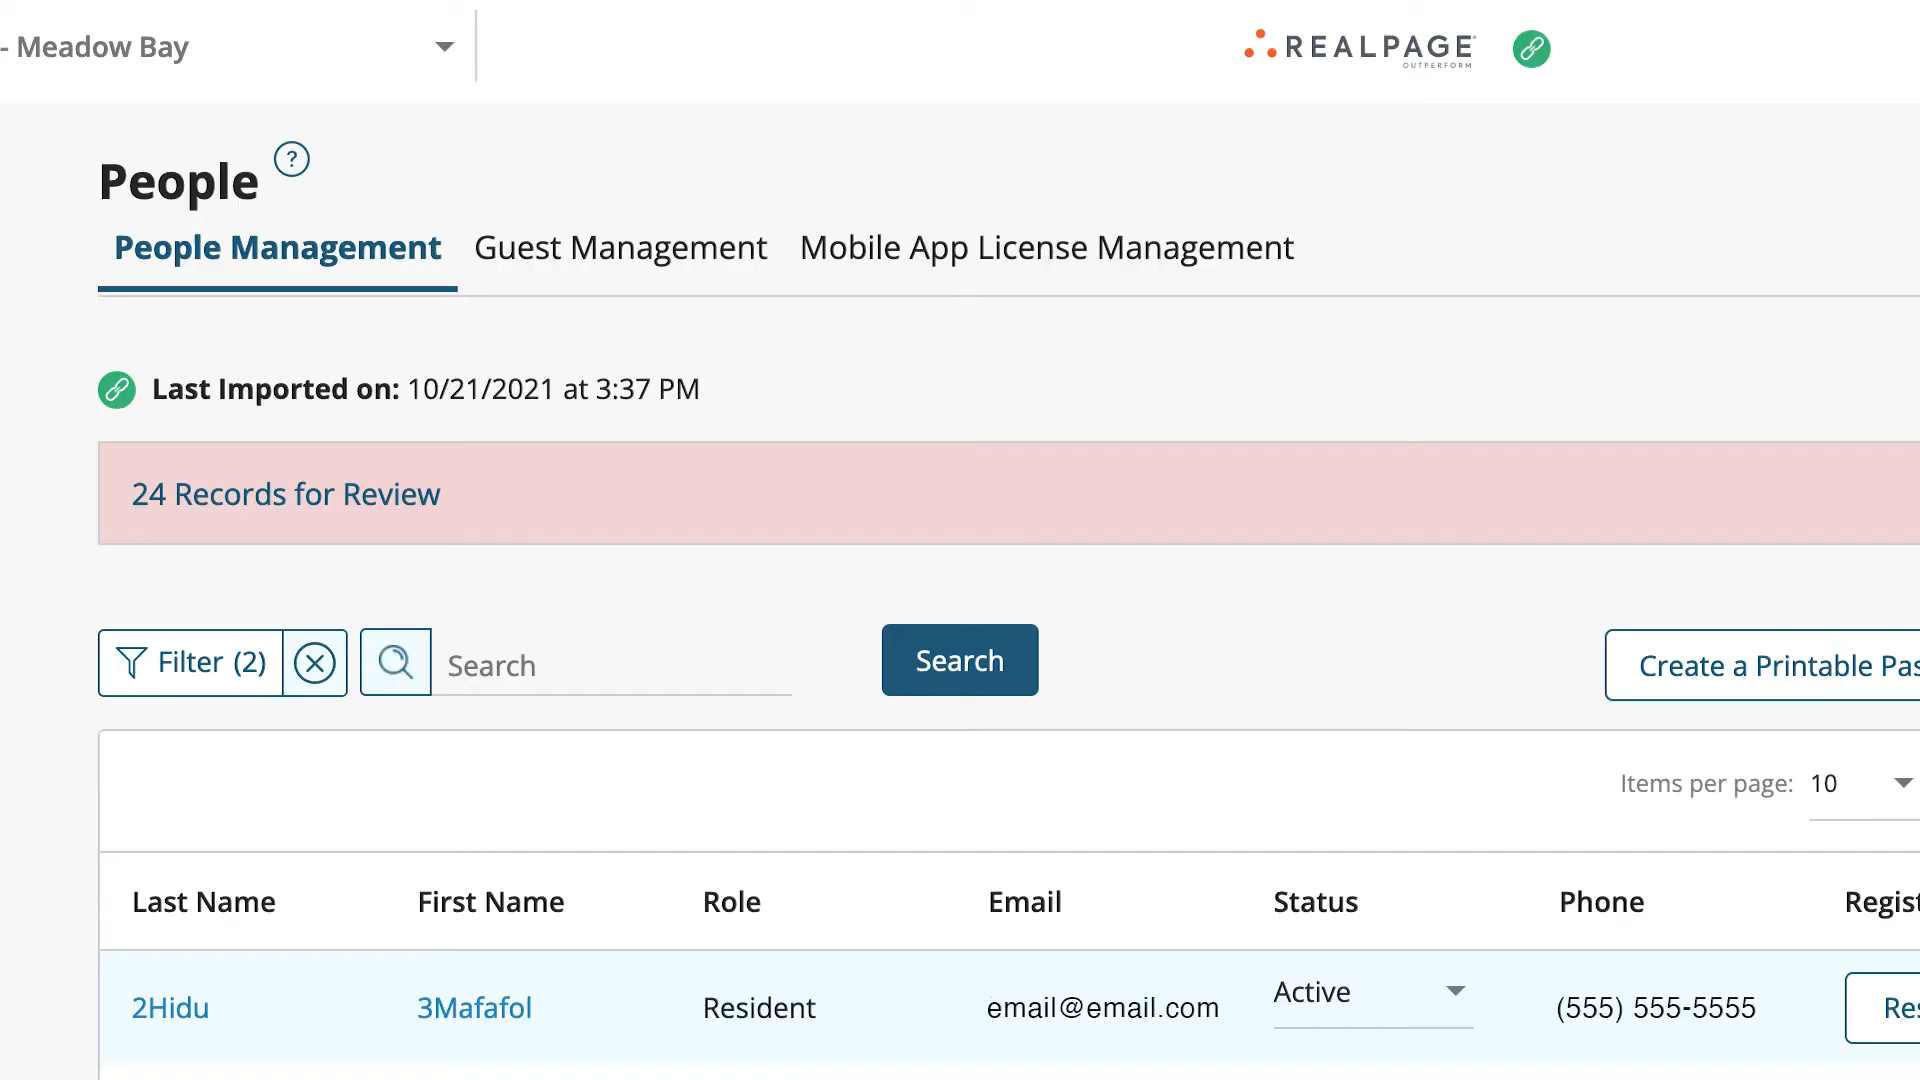 - Meadow Bay
REALPAGE
OUTPERFORM
People ?
People Management Guest Management Mobile App License Management
Last Imported on: 10/21/2021 at 3:37 PM
24 Records for Review
Filter (2) Search Search Create a Printable Pas
Items per page: 10
Last Name First Name Role Email Status Phone Regist
2Hidu 3Mafafol Resident email@email.com Active (555) 555-5555 Res